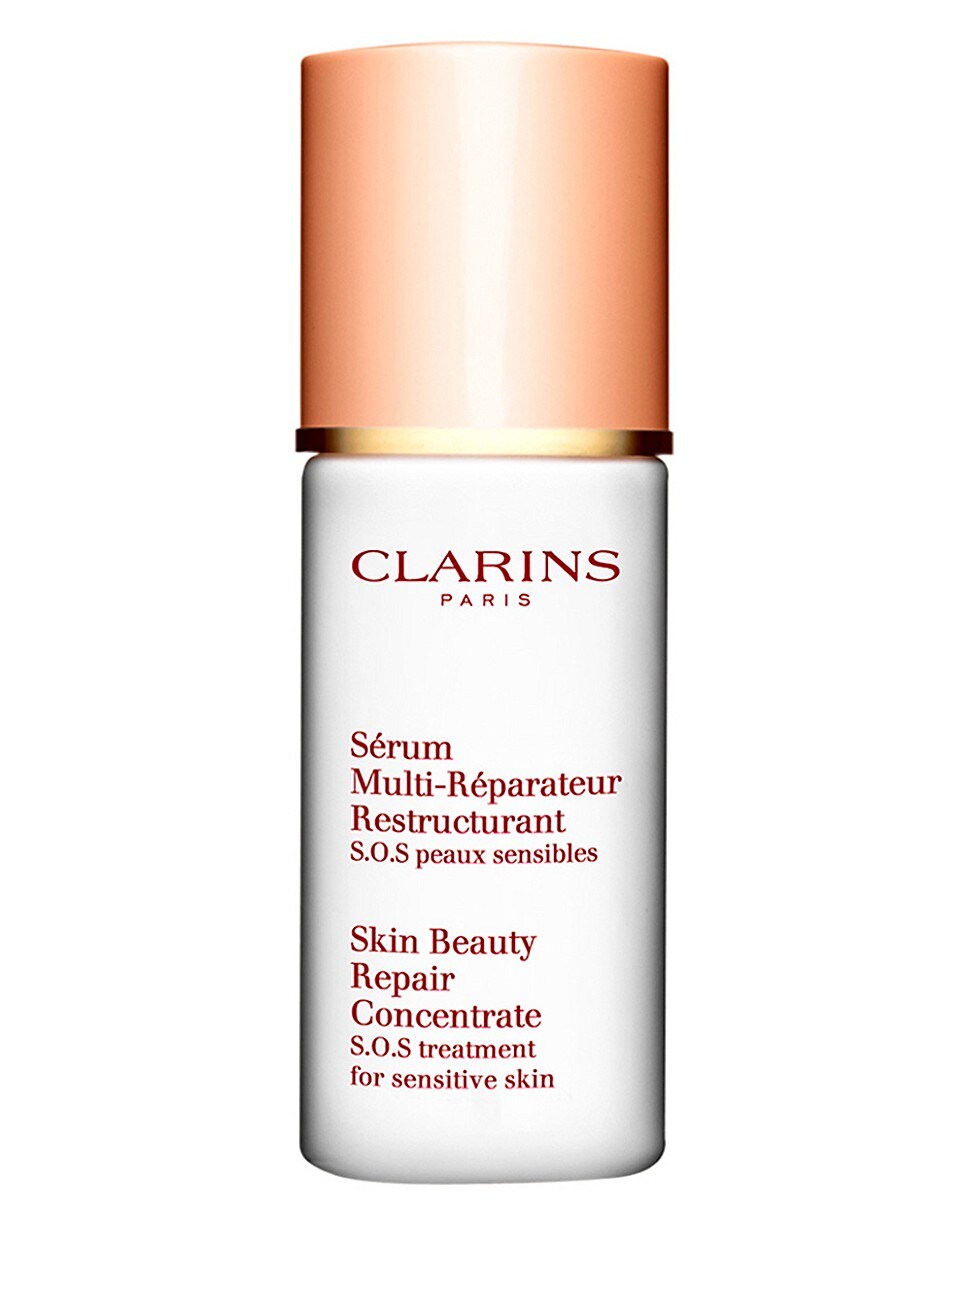 CLARINS
PARIS
Sérum
Multi-Réparateur
Restructurant
S.O.S peaux sensibles
Skin Beauty
Repair
Concentrate
S.O.S treatment
for sensitive skin